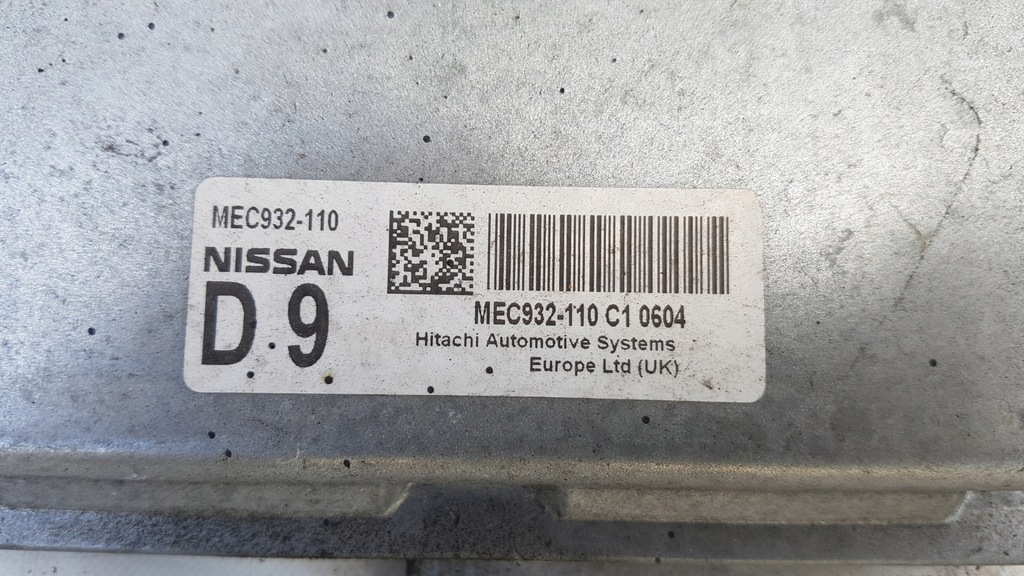 MEC932-110
NISSAN
D 9
MEC932-110 C1 0604
Hitachi Automotive Systems
Europe Ltd (UK)